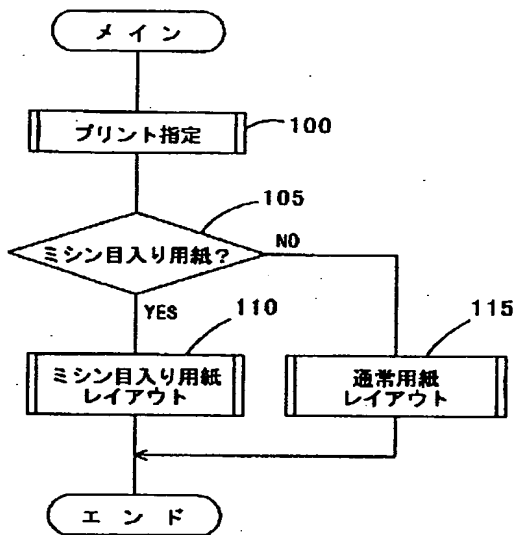 メイン
プリント指定
100
105
ミシン目入り用紙?
NO
YES
110
115
ミシン目入り用紙
レイアウト
通常用紙
レイアウト
エンド